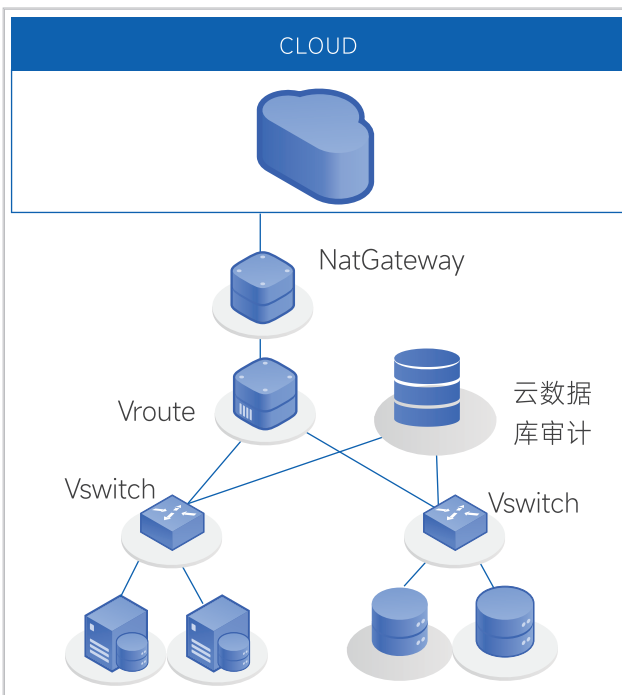 CLOUD
NatGateway
Vroute
云数据
库审计
Vswitch
Vswitch